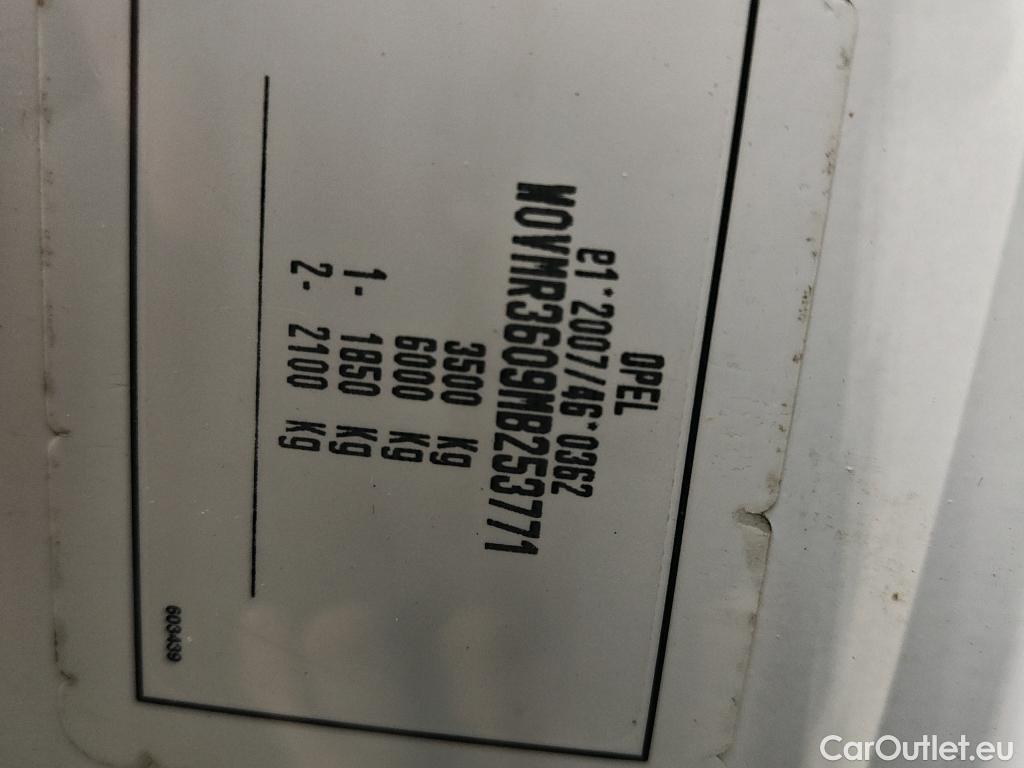 OPEL
e1*2007/46*0362
W0VMR3609MB253771
3500 Kg
6000 Kg
1- 1850 Kg
2- 2100 Kg
603439
CarOutlet.eu